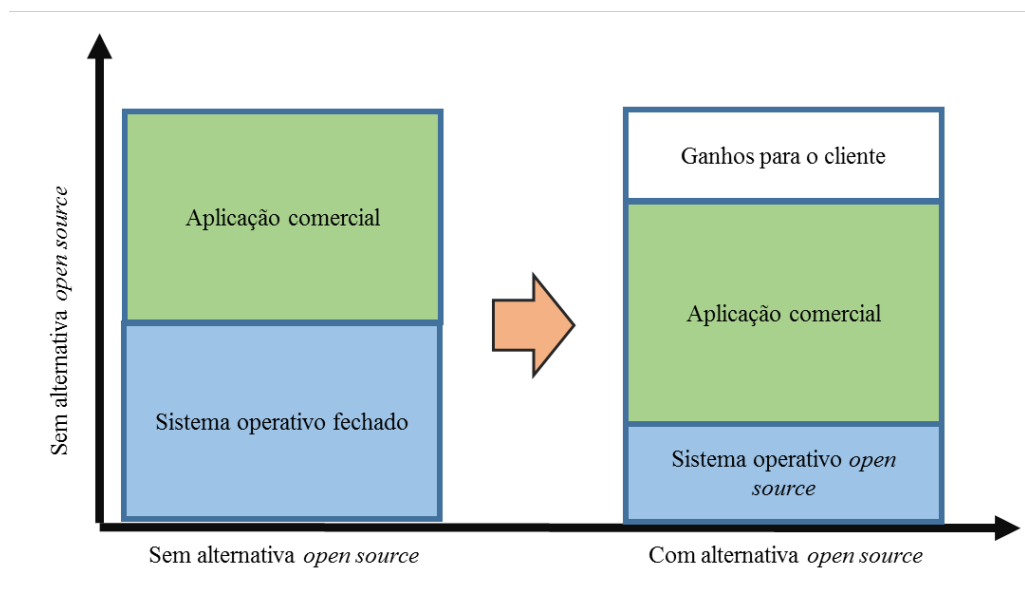 Sem alternativa open source
Aplicação comercial
Sistema operativo fechado
Ganhos para o cliente
Aplicação comercial
Sistema operativo open
source
Sem alternativa open source
Com alternativa open source